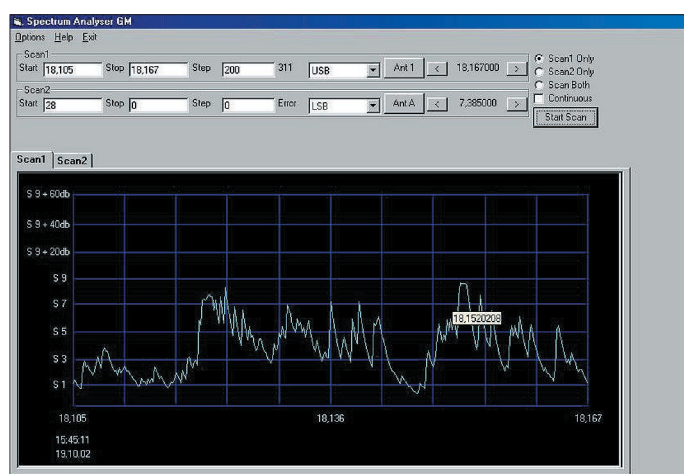 Spectrum Analyser GM
Options Help Exit
Scan1
Start 18,105 Stop 18,167 Step 200 311 USB Ant 1 < 18,167000 >
Scan2
Start 28 Stop 0 Step 0 Error LSB Ant A < 7,385000 >
Scan1 Only
Scan2 Only
Scan Both
Continuous
Start Scan
Scan1 Scan2
S 9 + 60db
S 9 + 40db
S 9 + 20db
S 9
S 7
S 5
S 3
S 1
18,1520208
18,105 18,136 18,167
15:45:11
19.10.02